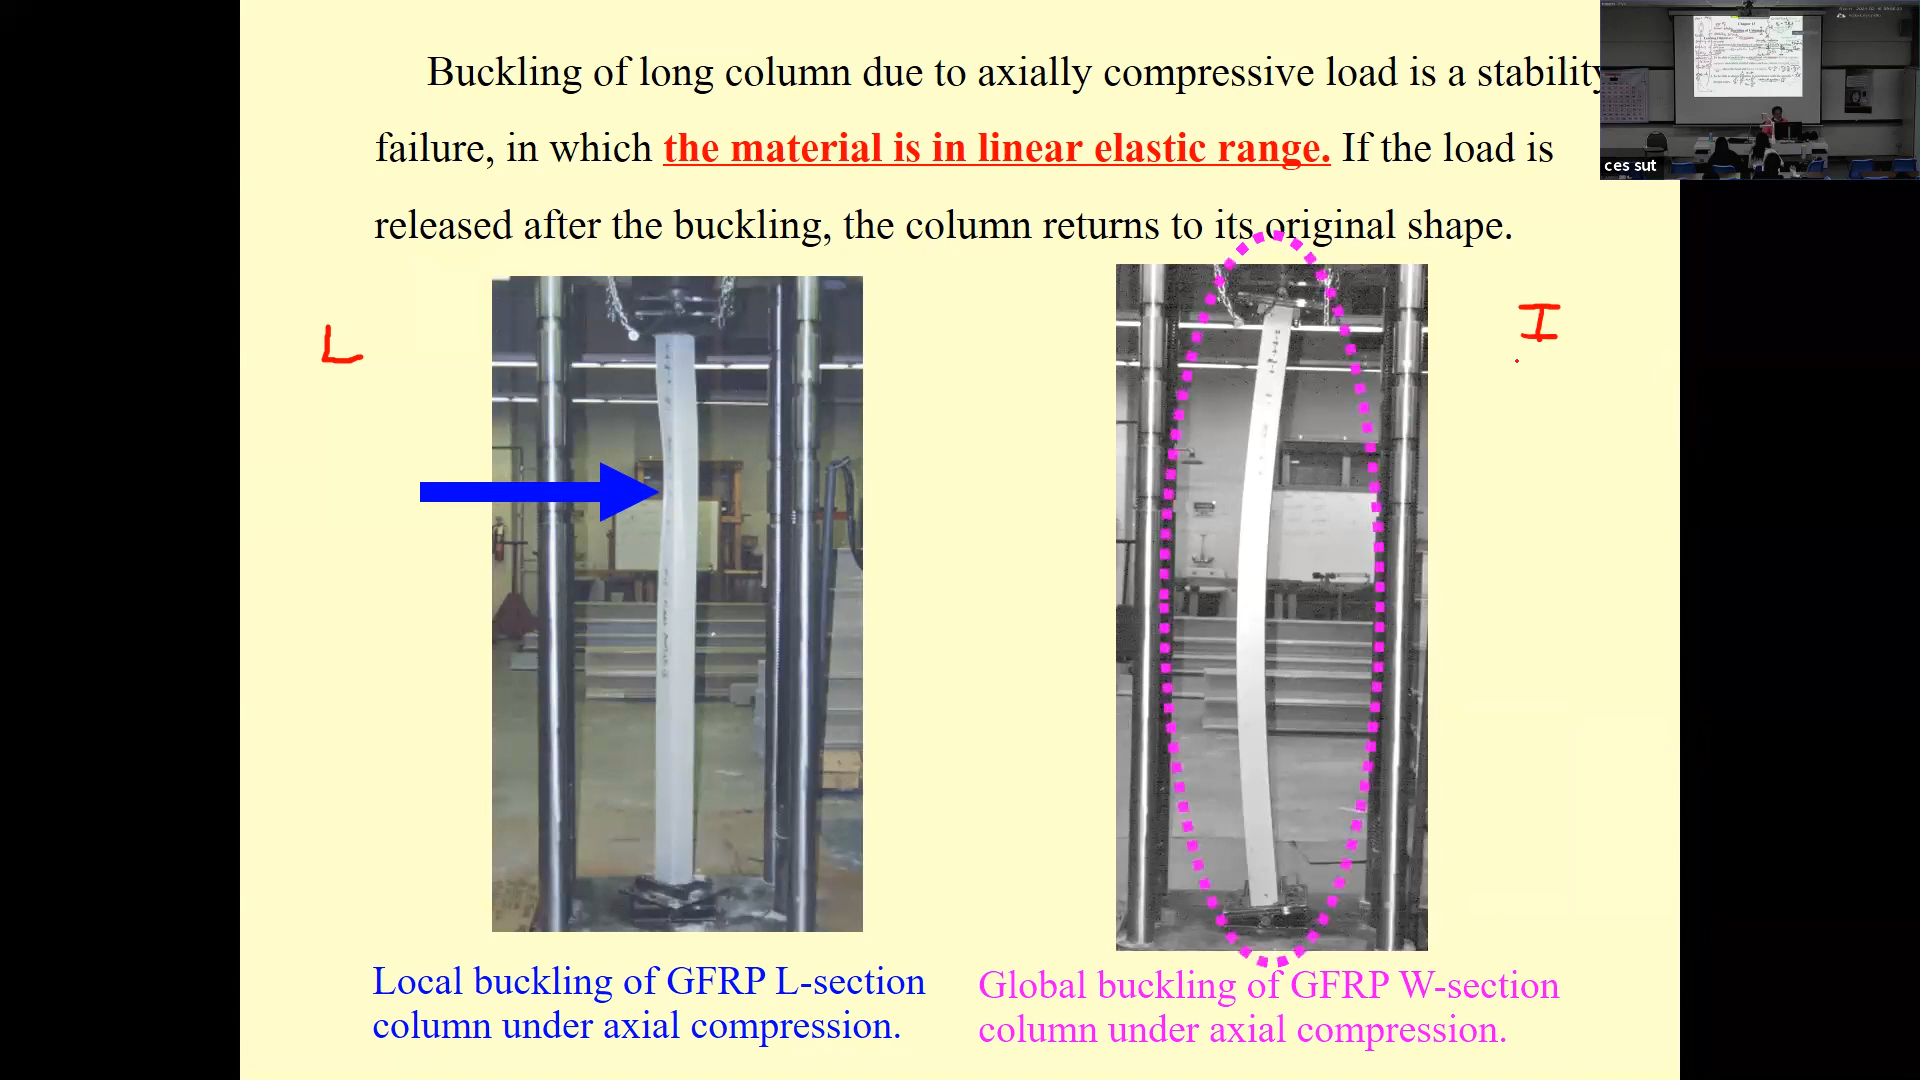 Buckling of long column due to axially compressive load is a stability
failure, in which the material is in linear elastic range. If the load is
released after the buckling, the column returns to its original shape.
ces sut
L
I
Local buckling of GFRP L-section
column under axial compression.
Global buckling of GFRP W-section
column under axial compression.